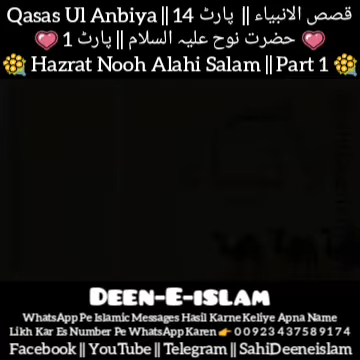 Qasas Ul Anbiya || 14 قصص الانبیاء || پارٹ
💗 حضرت نوح علیہ السلام || پارٹ 1 💗
💐 Hazrat Nooh Alahi Salam || Part 1 💐
Deen-E-islam
WhatsApp Pe Islamic Messages Hasil Karne Keliye Apna Name
Likh Kar Es Number Pe WhatsApp Karen 👉 00923437589174
Facebook || YouTube || Telegram || SahiDeeneislam